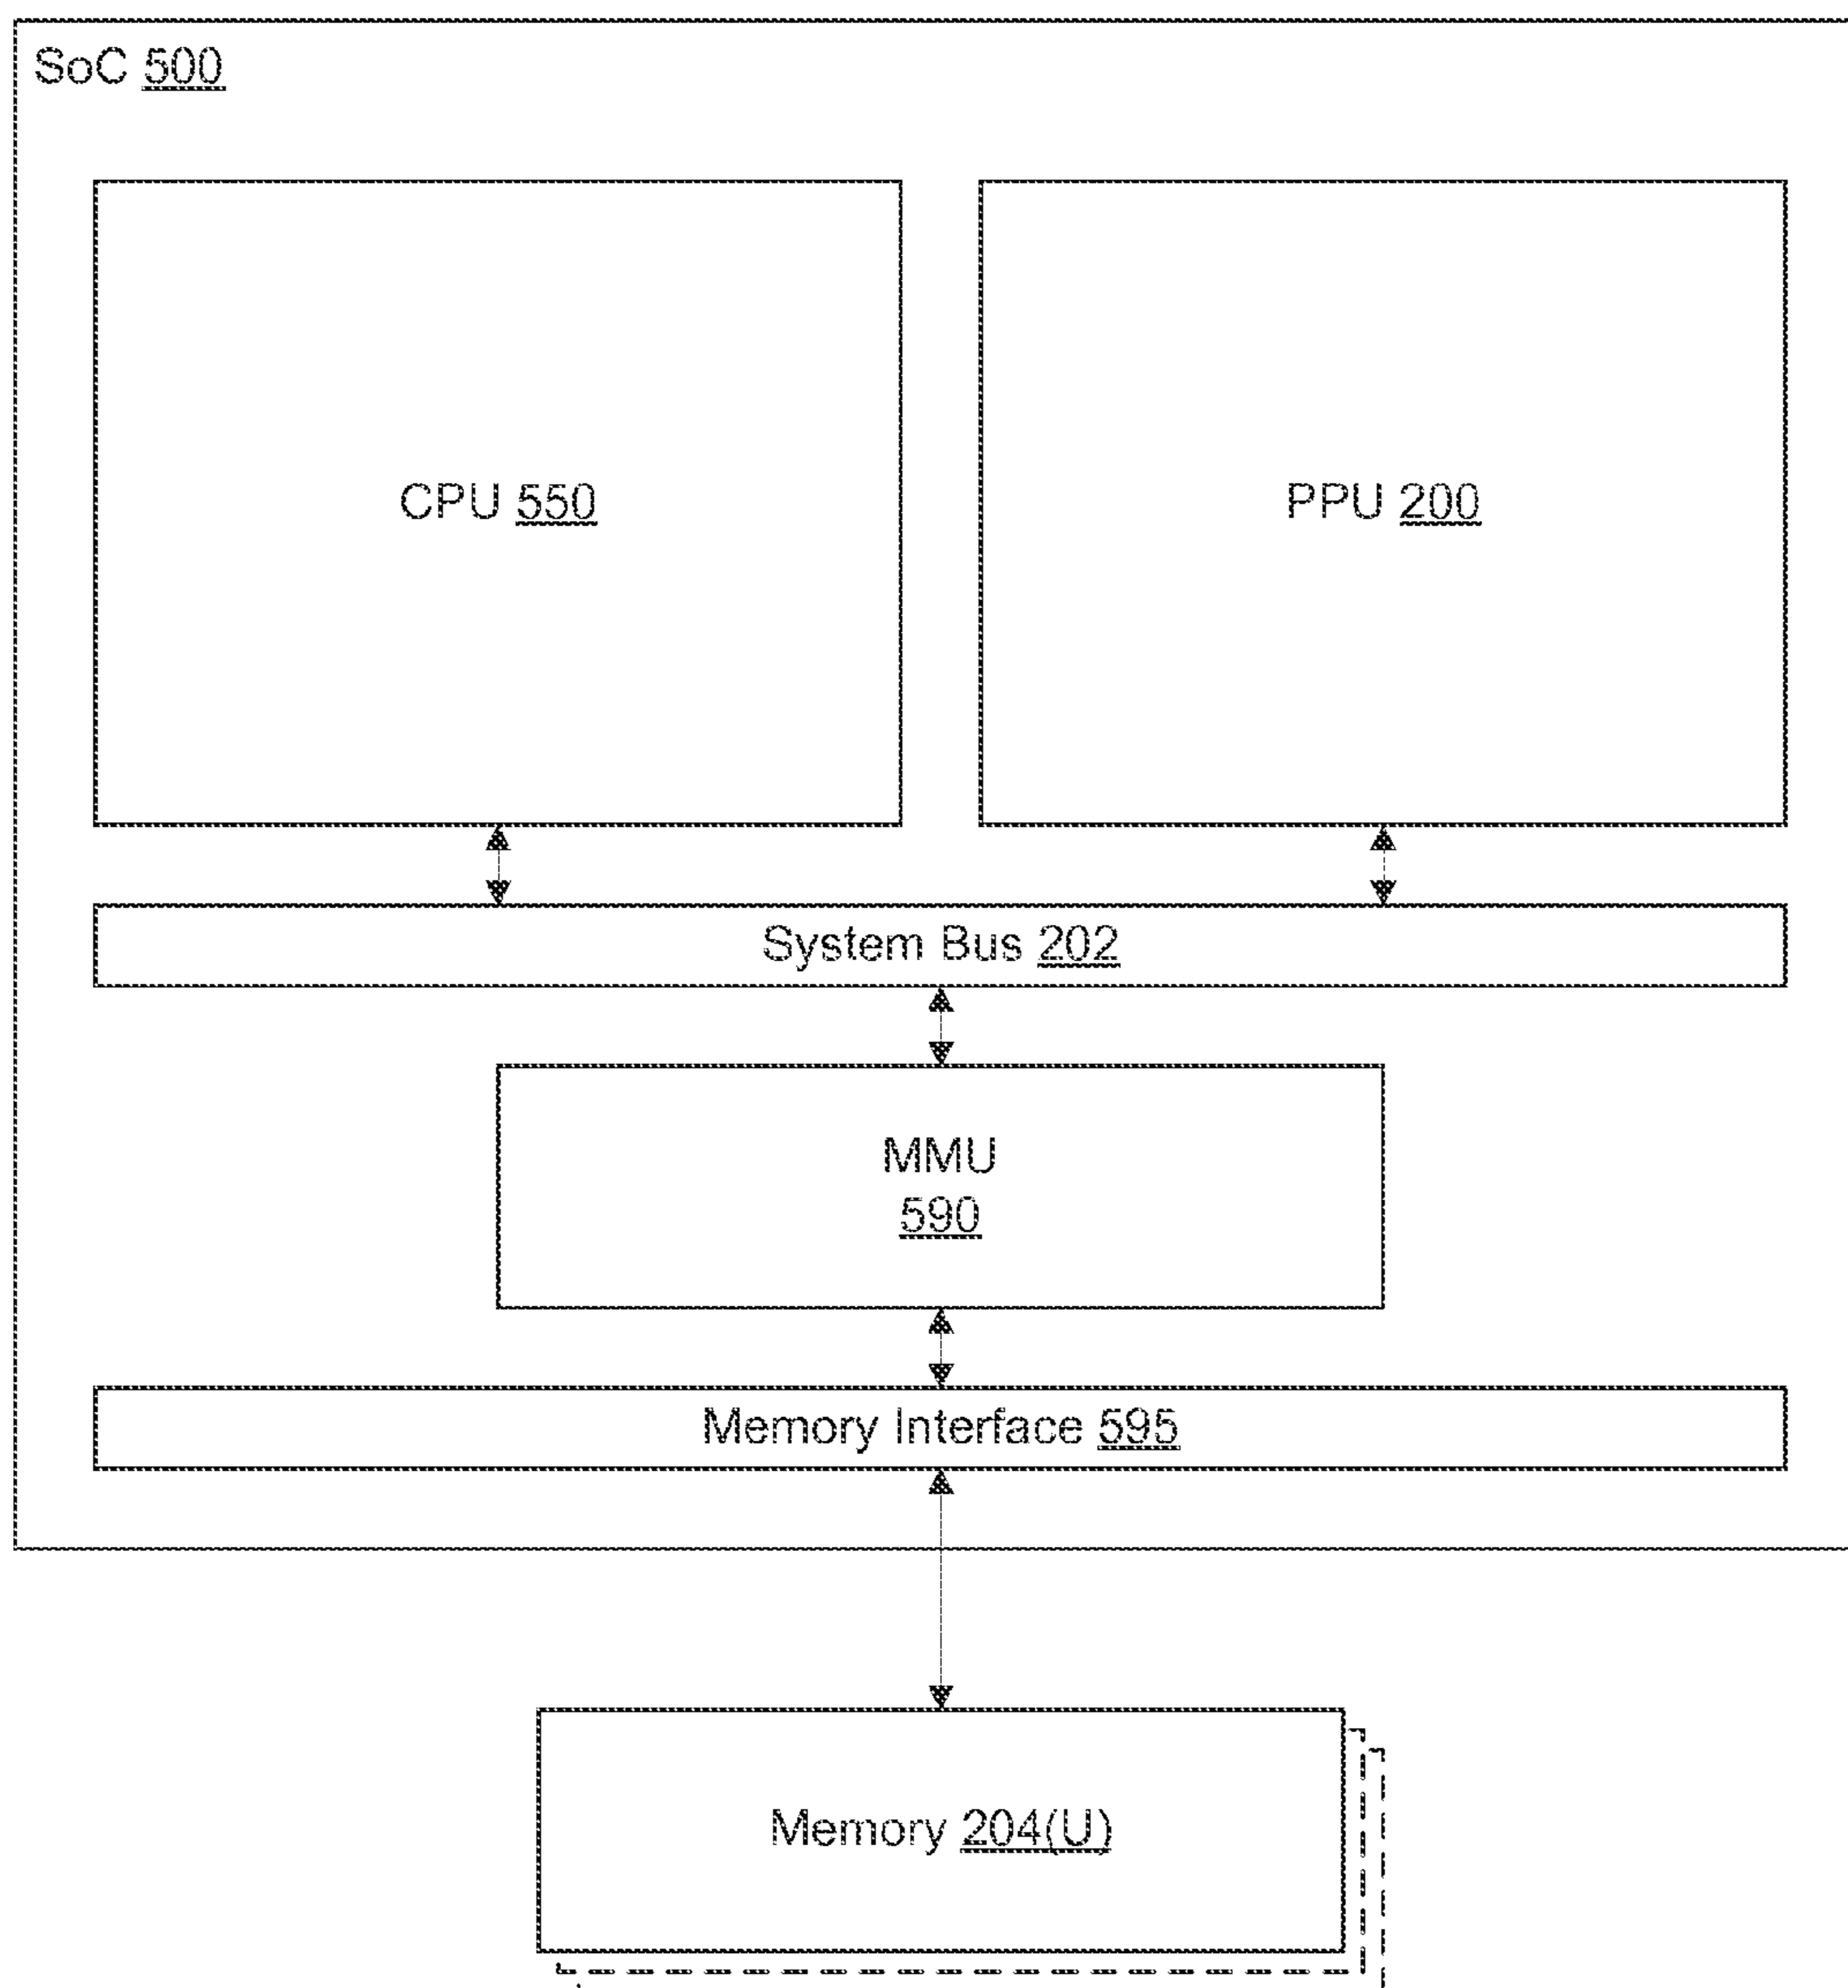 SoC 500
CPU 550
PPU 200
System Bus 202
MMU
590
Memory Interface 595
Memory 204(U)